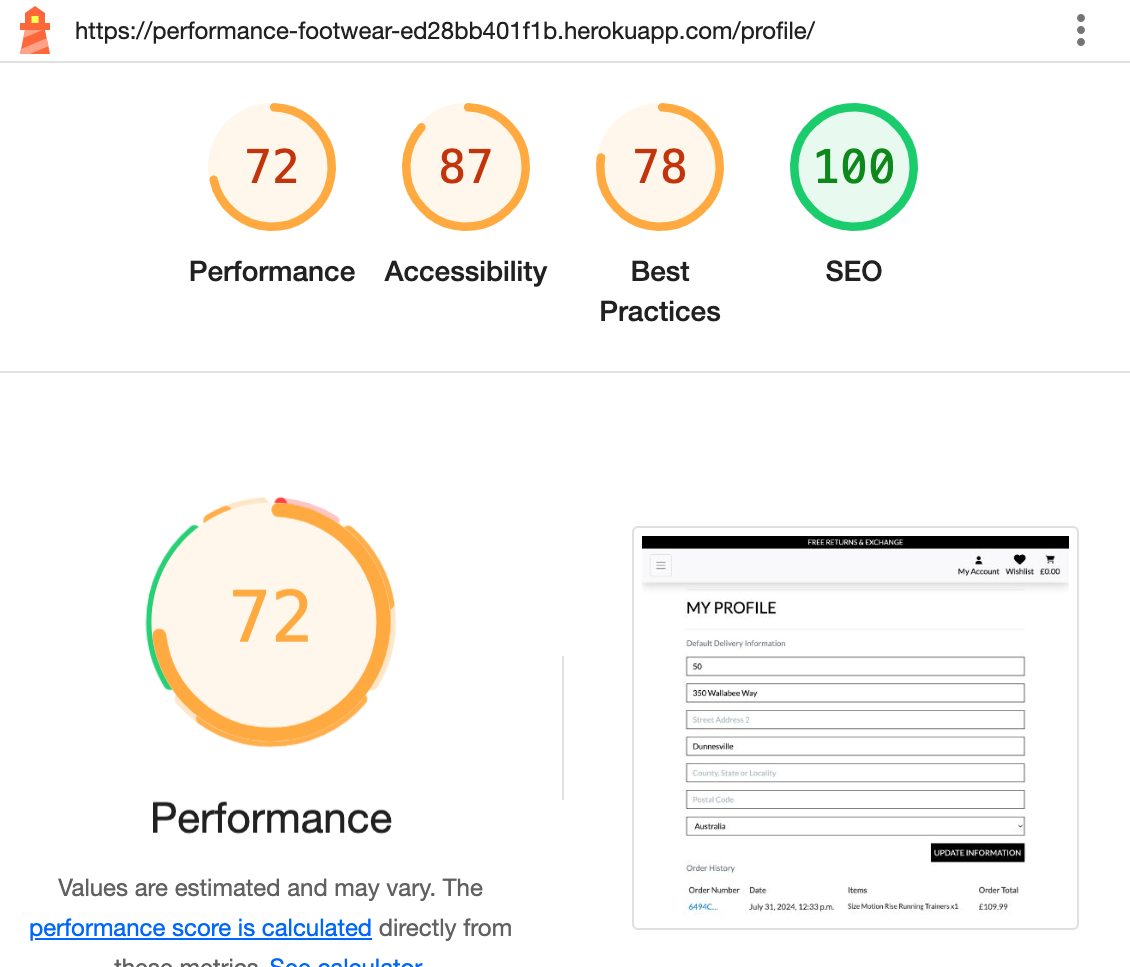 https://performance-footwear-ed28bb401f1b.herokuapp.com/profile/
72
87
78
100
Performance
Accessibility
Best
Practices
SEO
72
Performance
Values are estimated and may vary. The
performance score is calculated directly from
these metrics. See calculator.
FREE RETURNS & EXCHANGE
My Account
Wishlist
£0.00
MY PROFILE
Default Delivery Information
50
350 Wallabee Way
Street Address 2
Dunnesville
County, State or Locality
Postal Code
Australia
UPDATE INFORMATION
Order History
Order Number Date Items Order Total
6494C... July 31, 2024, 12:33 p.m. Size Motion Rise Running Trainers x1 £109.99